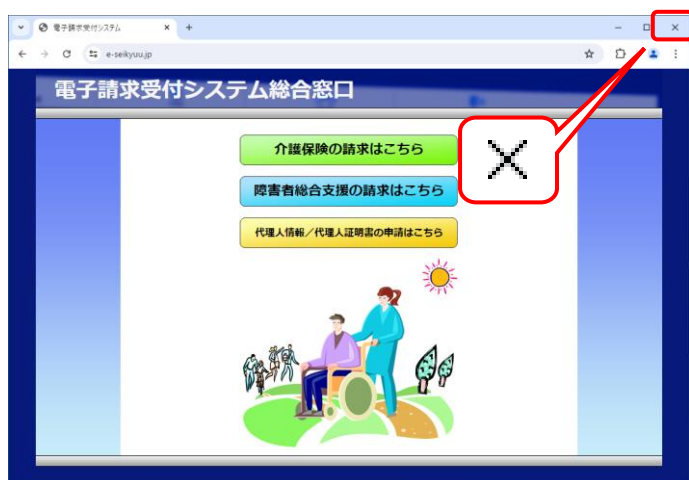 電子請求受付システム
e-seikyuu.jp
電子請求受付システム総合窓口
介護保険の請求はこちら
障害者総合支援の請求はこちら
代理人情報／代理人証明書の申請はこちら